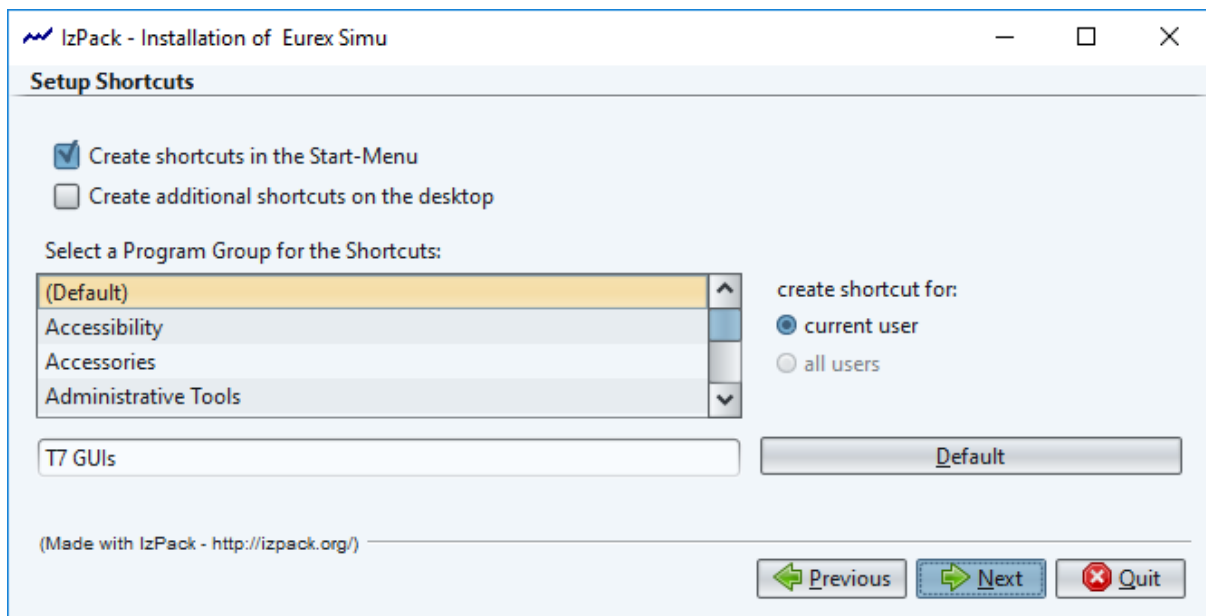 IzPack - Installation of  Eurex Simu
Setup Shortcuts
Create shortcuts in the Start-Menu
Create additional shortcuts on the desktop
Select a Program Group for the Shortcuts:
(Default)
Accessibility
Accessories
Administrative Tools
create shortcut for:
current user
all users
T7 GUIs
Default
(Made with IzPack - http://izpack.org/)
Previous
Next
Quit